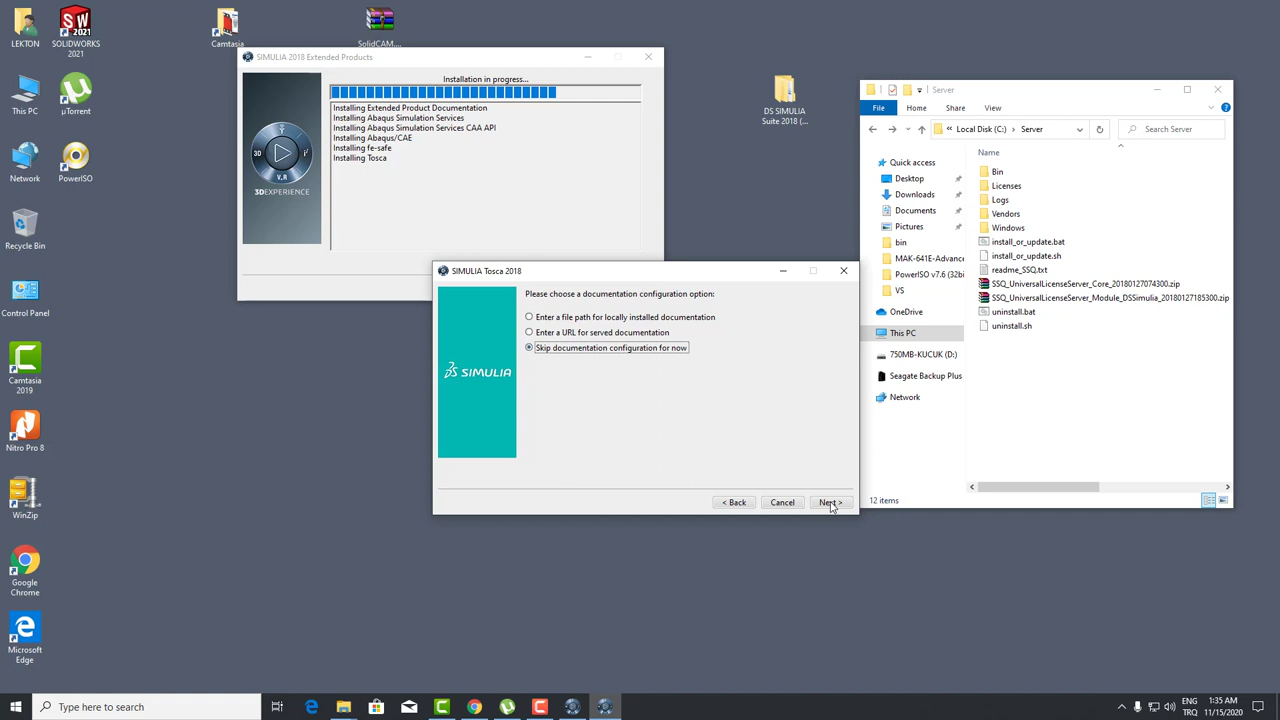 LEKTON
SOLIDWORKS
2021
Camtasia
SolidCAM....
This PC
µTorrent
Network
PowerISO
Recycle Bin
Control Panel
Camtasia
2019
Nitro Pro 8
WinZip
Google
Chrome
Microsoft
Edge
SIMULIA 2018 Extended Products
Installation in progress...
Installing Extended Product Documentation
Installing Abaqus Simulation Services
Installing Abaqus Simulation Services CAA API
Installing Abaqus/CAE
Installing fe-safe
Installing Tosca
3D
V.R
3DEXPERIENCE
SIMULIA Tosca 2018
Please choose a documentation configuration option:
Enter a file path for locally installed documentation
Enter a URL for served documentation
Skip documentation configuration for now
SIMULIA
< Back
Cancel
Next >
DS SIMULIA
Suite 2018 (...
Server
File
Home
Share
View
Local Disk (C:)
Server
Search Server
Quick access
Desktop
Downloads
Documents
Pictures
bin
MAK-641E-Advance
PowerISO v7.6 (32bi
VS
OneDrive
This PC
750MB-KUCUK (D:)
Seagate Backup Plus
Network
Name
Bin
Licenses
Logs
Vendors
Windows
install_or_update.bat
install_or_update.sh
readme_SSQ.txt
SSQ_UniversalLicenseServer_Core_20180127074300.zip
SSQ_UniversalLicenseServer_Module_DSSimulia_20180127185300.zip
uninstall.bat
uninstall.sh
12 items
Type here to search
ENG
TRQ
1:35 AM
11/15/2020